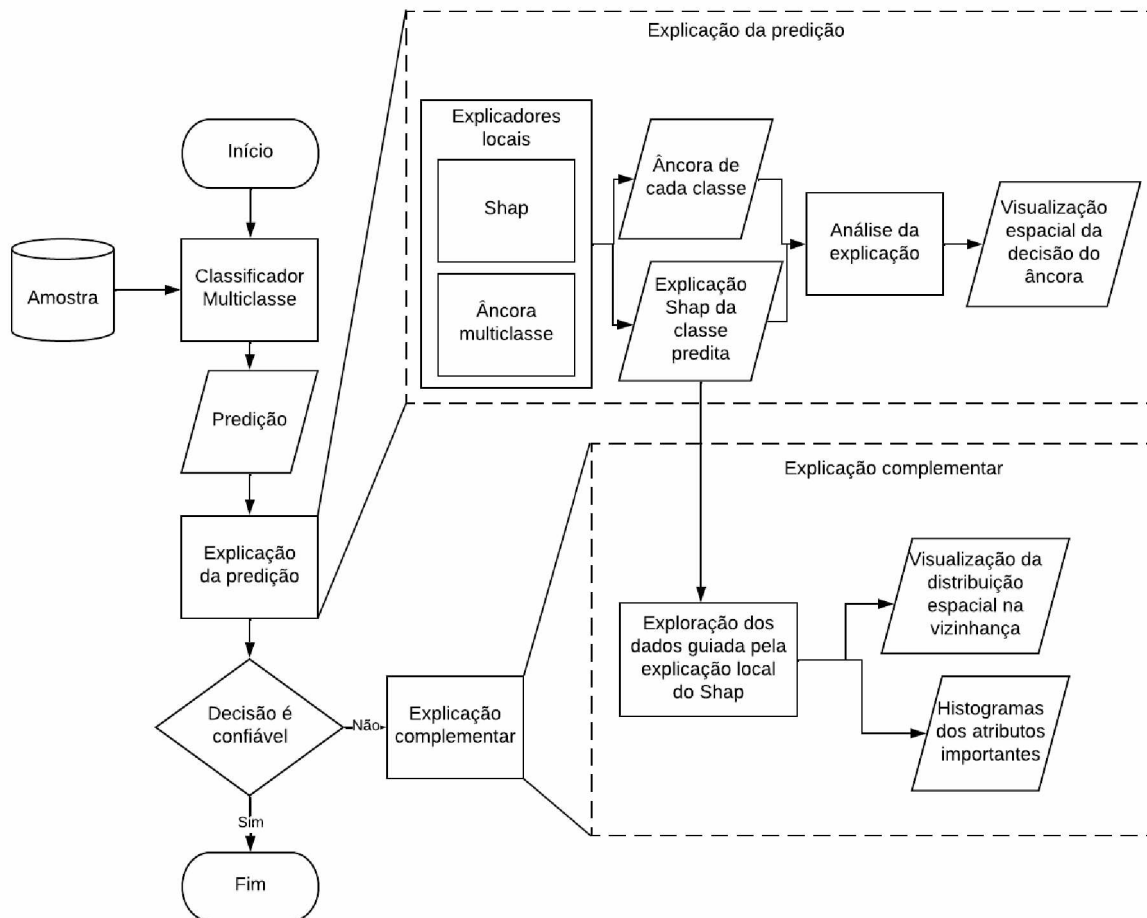 Explicação da predição
Explicadores
locais
Shap
Âncora
multiclasse
Âncora de
cada classe
Explicação
Shap da
classe
predita
Análise da
explicação
Visualização
espacial da
decisão do
âncora
Início
Amostra
Classificador
Multiclasse
Predição
Explicação
da predição
Decisão é
confiável
Não
Sim
Fim
Explicação
complementar
Explicação complementar
Exploração dos
dados guiada pela
explicação local
do Shap
Visualização da
distribuição
espacial na
vizinhança
Histogramas
dos atributos
importantes